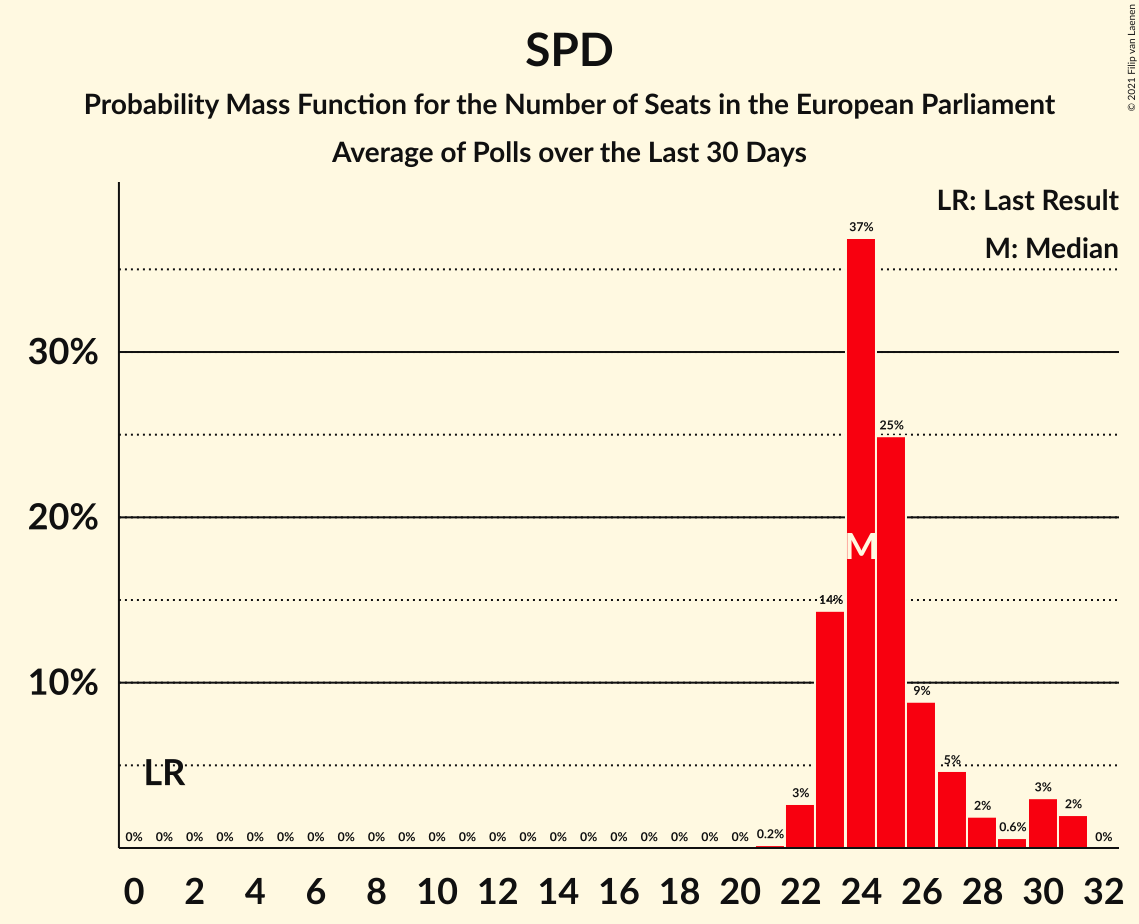 SPD
Probability Mass Function for the Number of Seats in the European Parliament
Average of Polls over the Last 30 Days
© 2021 Filip van Laenen
LR: Last Result
M: Median
37%
30%
25%
20%
M
14%
10%
9%
5%
LR
3%
3%
2%
2%
0% 0% 0% 0% 0% 0% 0% 0% 0% 0% 0% 0% 0% 0% 0% 0% 0% 0% 0% 0% 0% 0.2% 0.6% 0%
0 2 4 6 8 10 12 14 16 18 20 22 24 26 28 30 32